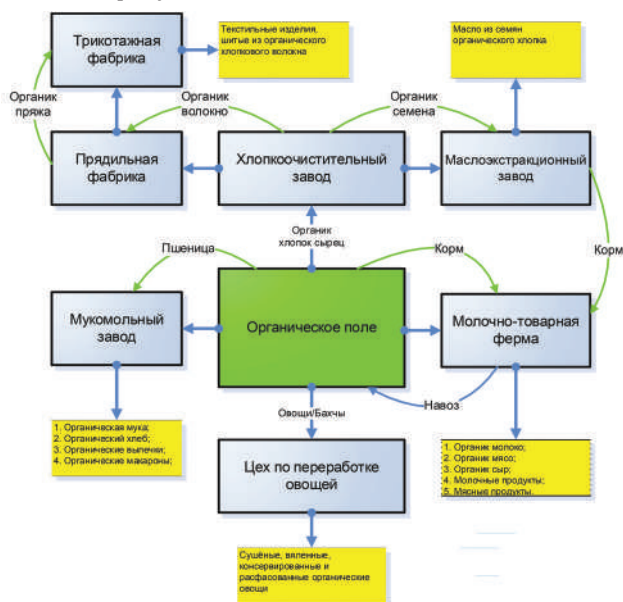 Трикотажная
фабрика
Текстильные изделия,
шитые из органического
хлопкового волокна
Масло из семян
органического хлопка
Органик
пряжа
Органик
волокно
Органик
семена
Прядильная
фабрика
Хлопкоочистительный
завод
Маслоэкстракционный
завод
Органик
хлопок сырец
Пшеница
Корм
Корм
Мукомольный
завод
Органическое поле
Молочно-товарная
ферма
Навоз
Овощи/Бахчы
1. Органическая мука;
2. Органический хлеб;
3. Органические выпечки;
4. Органические макароны;
Цех по переработке
овощей
1. Органик молоко;
2. Органик мясо;
3. Органик сыр;
4. Молочные продукты;
5. Мясные продукты.
Сушёные, вяленные,
консервированные и
расфасованные органические
овощи